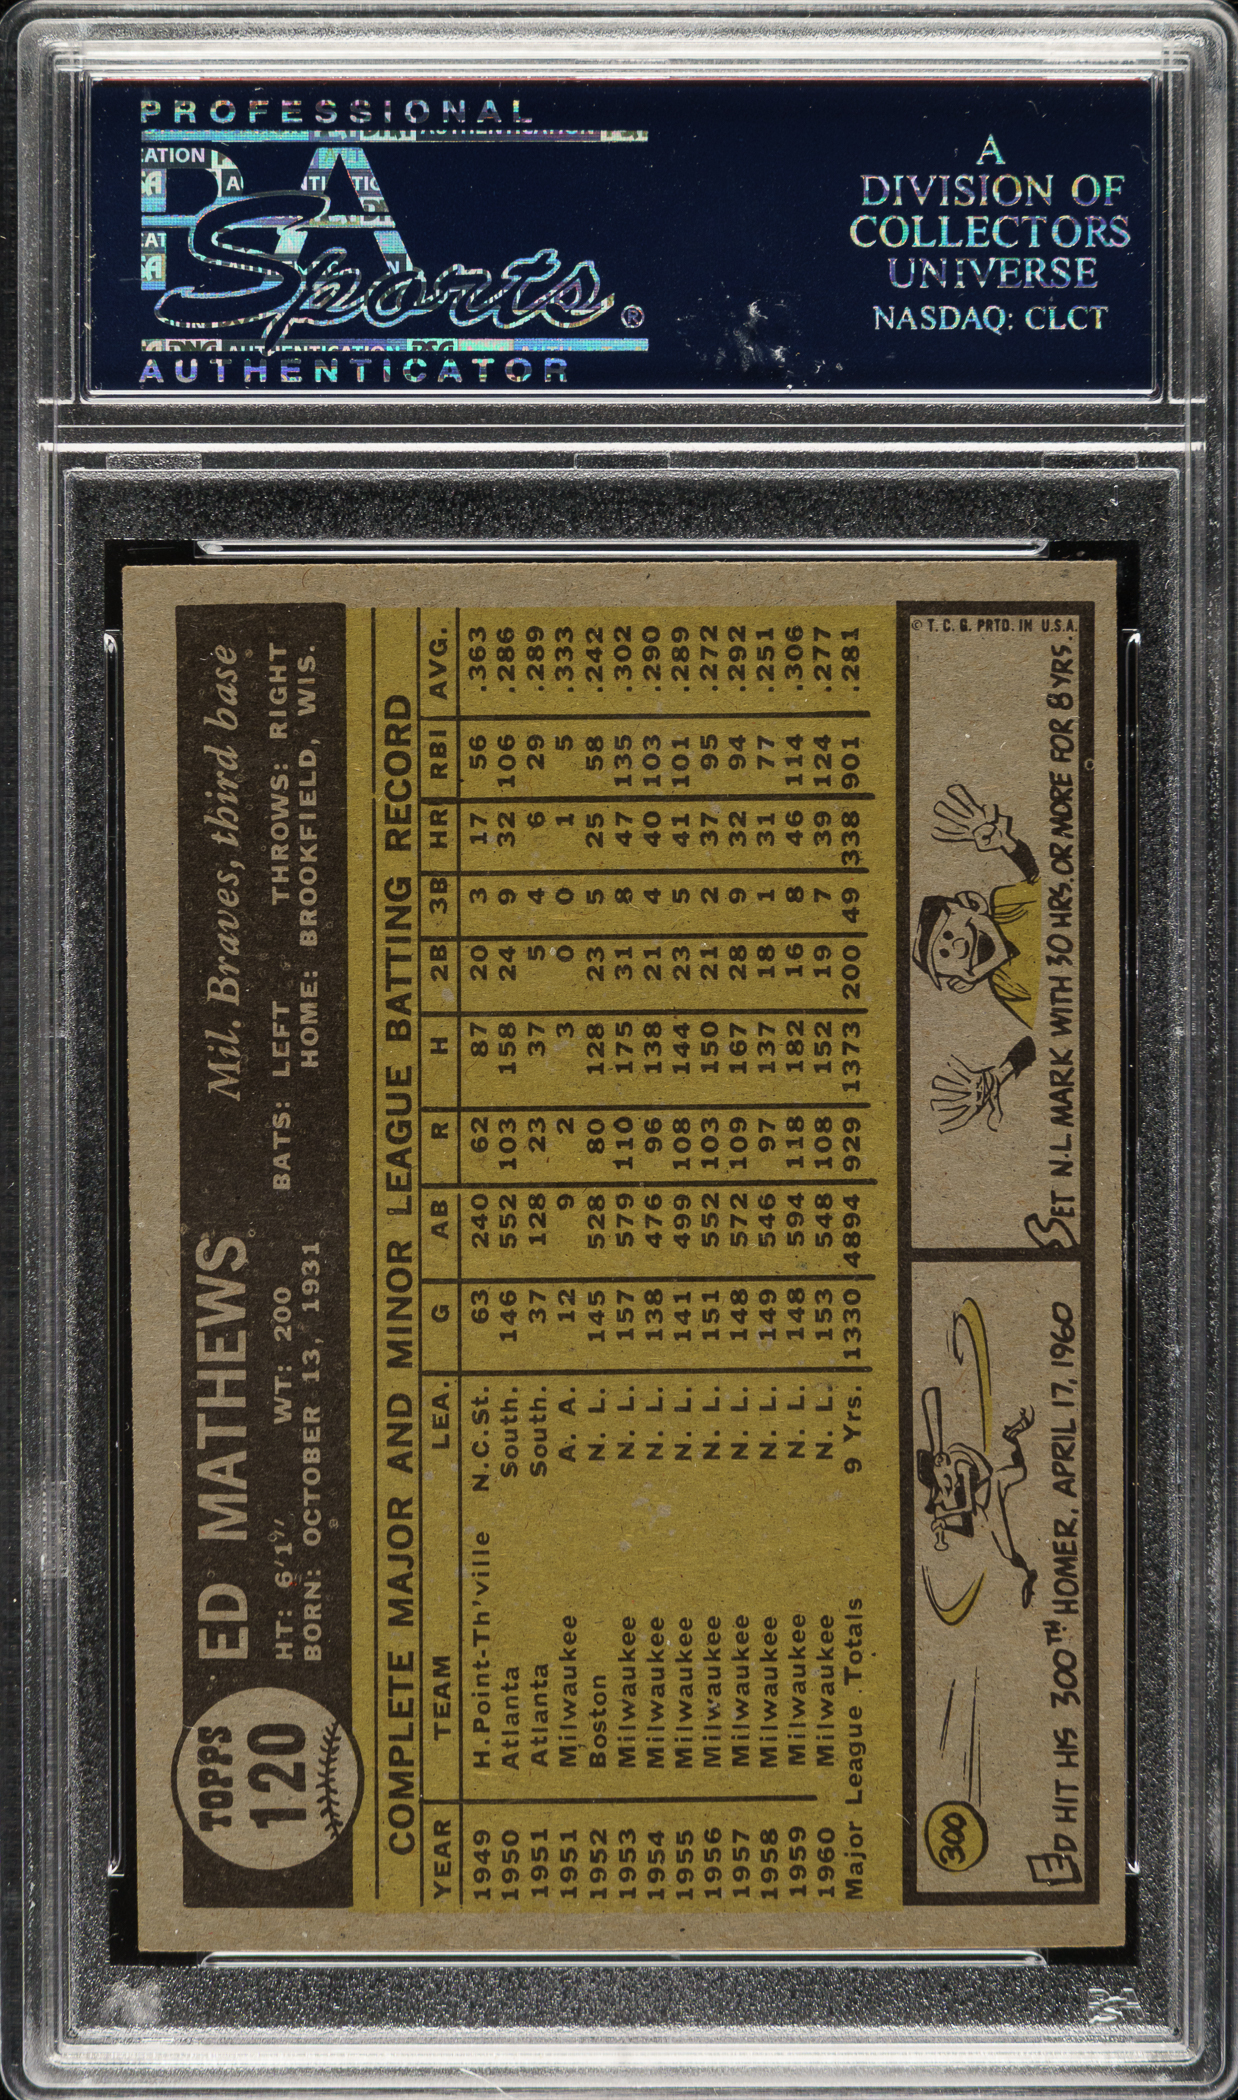 PROFESSIONAL
PSA
Sports®
AUTHENTICATOR
A
DIVISION OF
COLLECTORS
UNIVERSE
NASDAQ: CLCT
TOPPS
120
ED MATHEWS Mil. Braves, third base
HT: 6'1" WT: 200 BATS: LEFT THROWS: RIGHT
BORN: OCTOBER 13, 1931 HOME: BROOKFIELD, WIS.
COMPLETE MAJOR AND MINOR LEAGUE BATTING RECORD
YEAR TEAM LEA. G AB R H 2B 3B HR RBI AVG.
1949 H.Point-Th'ville N.C.St. 63 240 62 87 20 3 17 56 .363
1950 Atlanta South. 146 552 103 158 24 9 32 106 .286
1951 Atlanta South. 37 128 23 37 5 4 6 29 .289
1951 Milwaukee A. A. 12 9 2 3 0 0 1 5 .333
1952 Boston N. L. 145 528 80 128 23 5 25 58 .242
1953 Milwaukee N. L. 157 579 110 175 31 8 47 135 .302
1954 Milwaukee N. L. 138 476 96 138 21 4 40 103 .290
1955 Milwaukee N. L. 141 499 108 144 23 5 41 101 .289
1956 Milwaukee N. L. 151 552 103 150 21 2 37 95 .272
1957 Milwaukee N. L. 148 572 109 167 28 9 32 94 .292
1958 Milwaukee N. L. 149 546 97 137 18 1 31 77 .251
1959 Milwaukee N. L. 148 594 118 182 16 8 46 114 .306
1960 Milwaukee N. L. 153 548 108 152 19 7 39 124 .277
Major League Totals 9 Yrs. 1330 4894 929 1373 200 49 338 901 .281
300
ED HIT HIS 300TH HOMER, APRIL 17, 1960
© T. C. G. PRTD. IN U.S.A.
SET N.L. MARK WITH 30 HRS. OR MORE FOR 8 YRS.
PSA